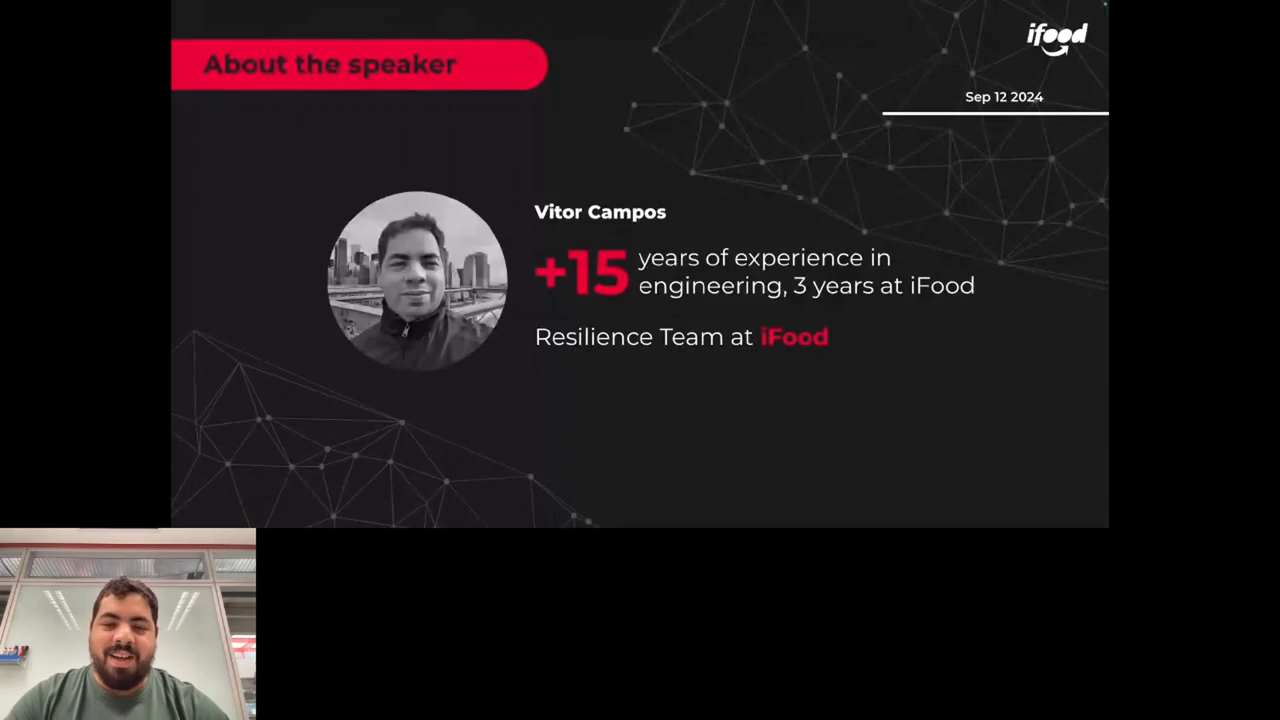 About the speaker
ifood
Sep 12 2024
Vitor Campos
+15 years of experience in
engineering, 3 years at iFood
Resilience Team at iFood